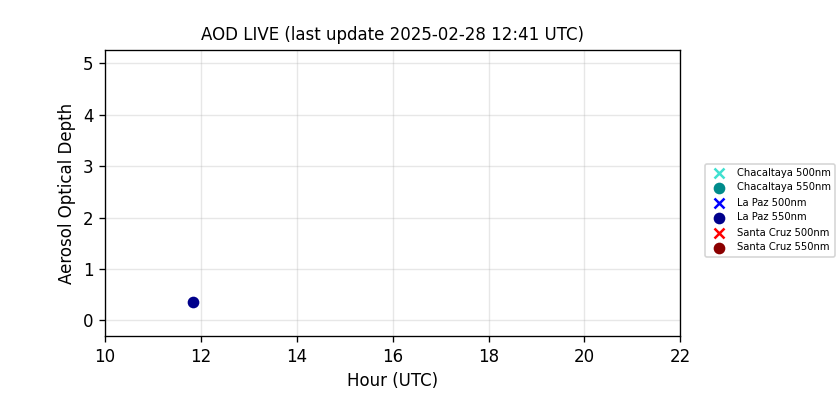 AOD LIVE (last update 2025-02-28 12:41 UTC)
Aerosol Optical Depth
5
4
3
2
1
0
10 12 14 16 18 20 22
Hour (UTC)
Chacaltaya 500nm
Chacaltaya 550nm
La Paz 500nm
La Paz 550nm
Santa Cruz 500nm
Santa Cruz 550nm